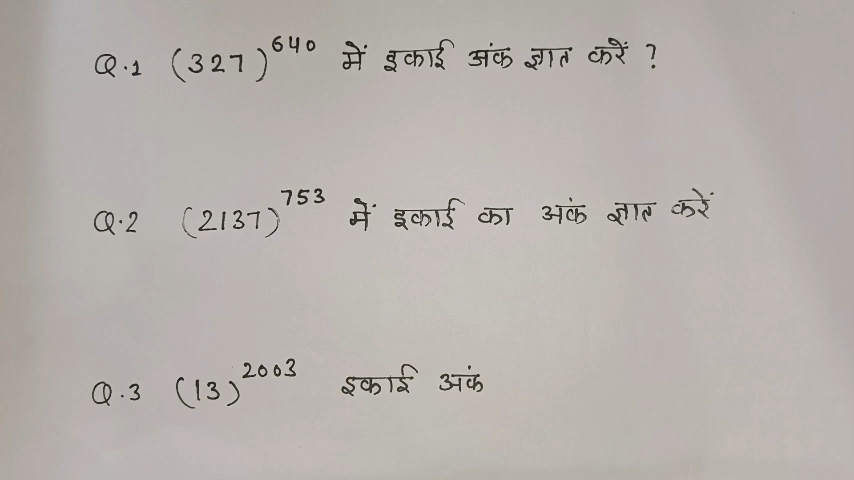 Q.1 (327)^640 में इकाई अंक ज्ञात करें ?
Q.2 (2137)^753 में इकाई का अंक ज्ञात करें
Q.3 (13)^2003 इकाई अंक